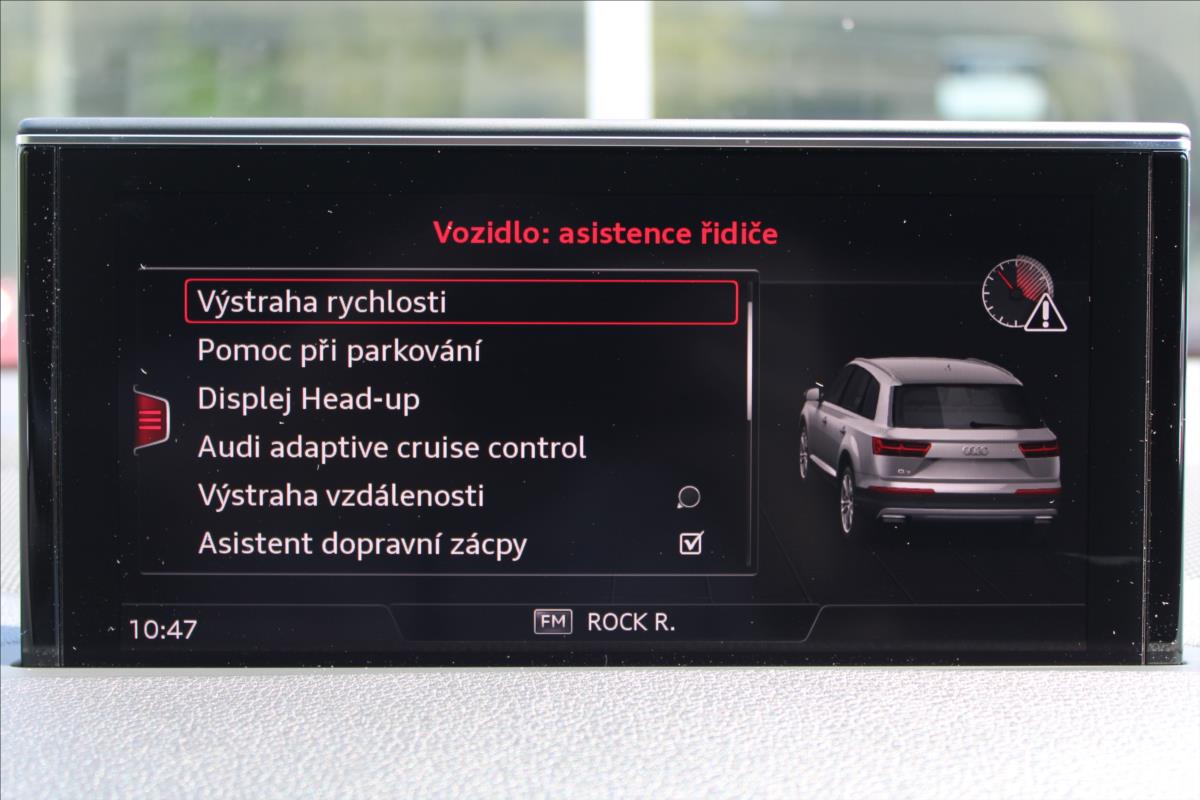 Vozidlo: asistence řidiče
Výstraha rychlosti
Pomoc při parkování
Displej Head-up
Audi adaptive cruise control
Výstraha vzdálenosti
Asistent dopravní zácpy
10:47
FM ROCK R.